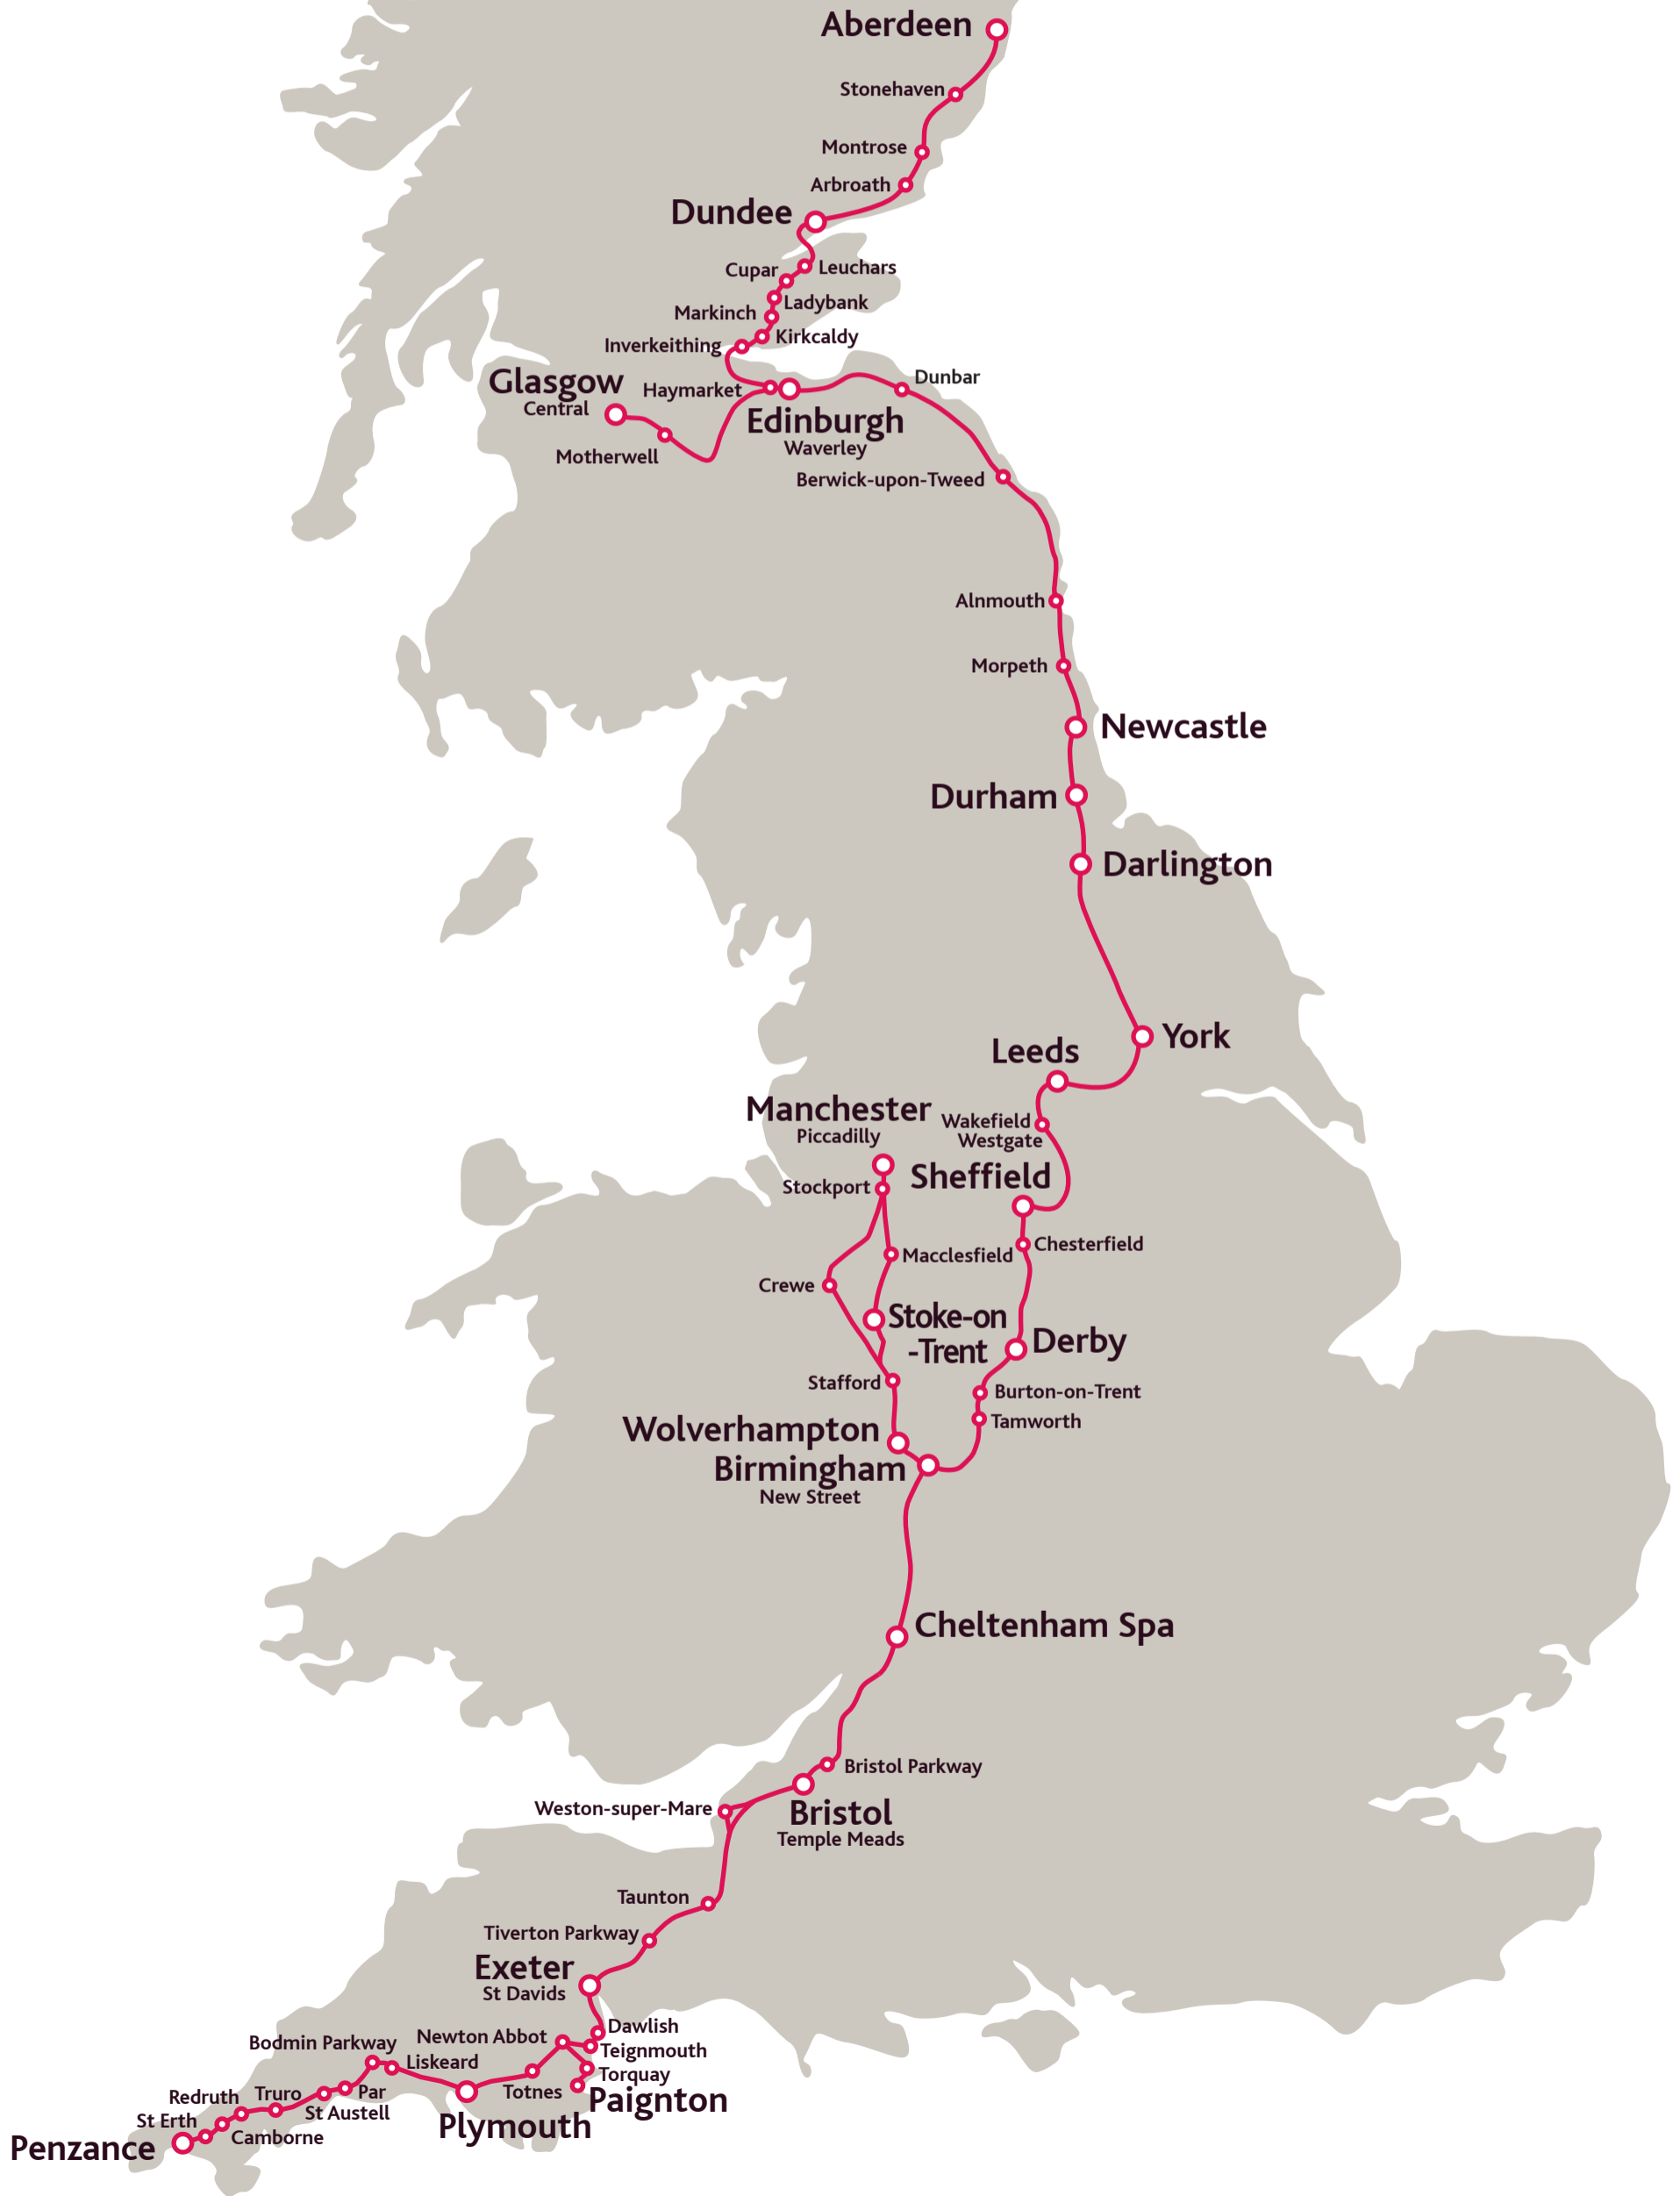 Aberdeen
Stonehaven
Montrose
Arbroath
Dundee
Leuchars
Cupar
Ladybank
Markinch
Kirkcaldy
Inverkeithing
Glasgow
Central
Haymarket
Dunbar
Edinburgh
Waverley
Motherwell
Berwick-upon-Tweed
Alnmouth
Morpeth
Newcastle
Durham
Darlington
York
Leeds
Manchester
Piccadilly
Wakefield
Westgate
Sheffield
Stockport
Chesterfield
Macclesfield
Crewe
Stoke-on
-Trent
Derby
Stafford
Burton-on-Trent
Tamworth
Wolverhampton
Birmingham
New Street
Cheltenham Spa
Bristol Parkway
Weston-super-Mare
Bristol
Temple Meads
Taunton
Tiverton Parkway
Exeter
St Davids
Dawlish
Newton Abbot
Teignmouth
Bodmin Parkway
Liskeard
Torquay
Totnes
Paignton
Par
Truro
Redruth
St Austell
St Erth
Plymouth
Camborne
Penzance